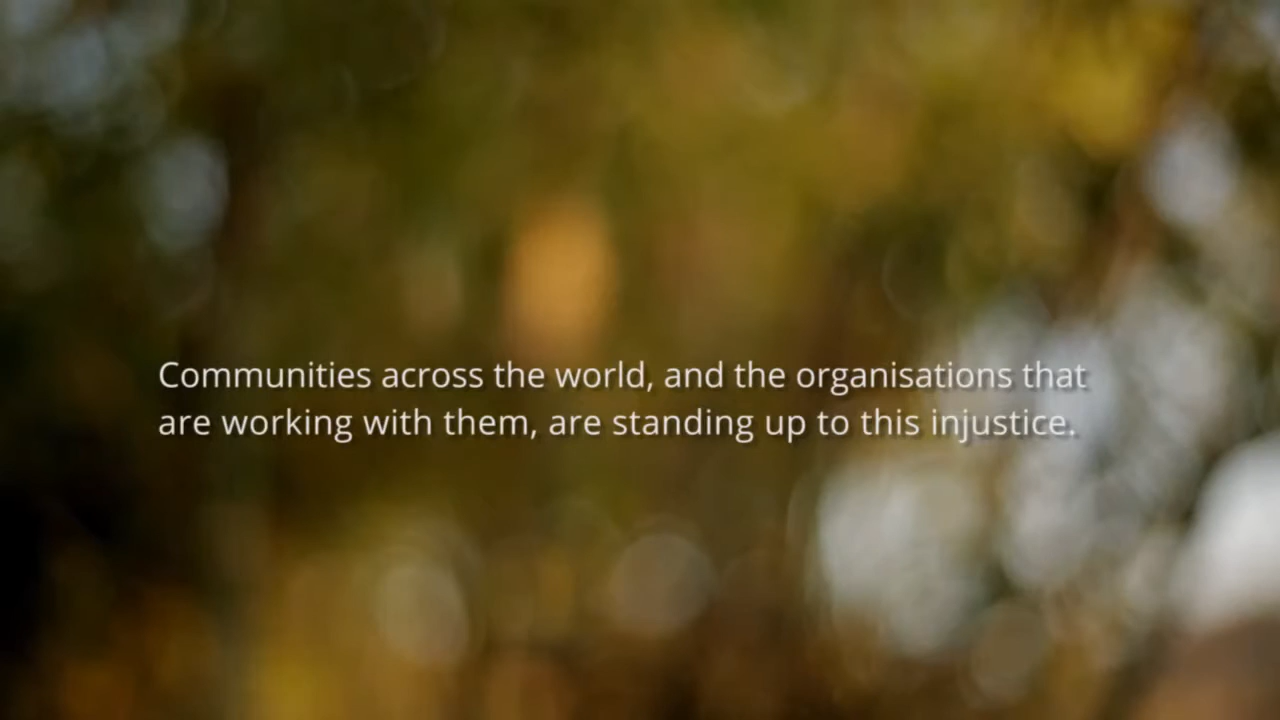 Communities across the world, and the organisations that
are working with them, are standing up to this injustice.